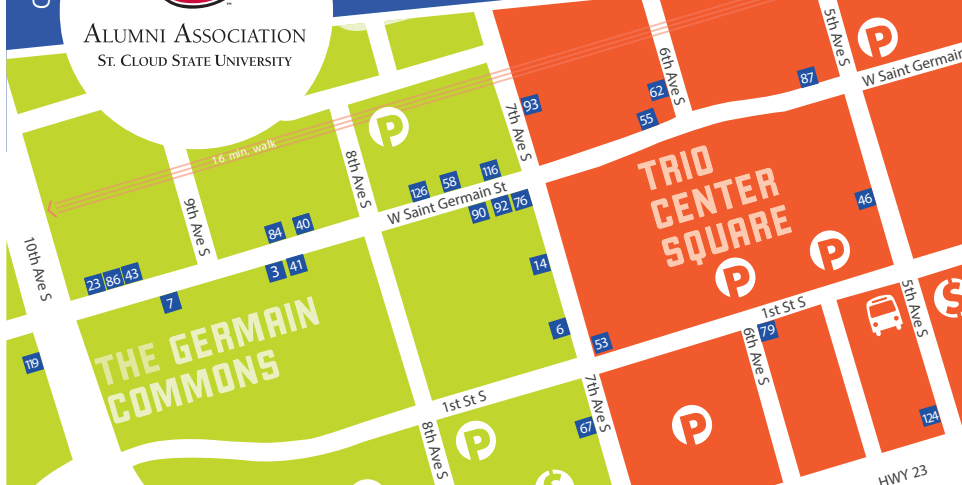 ALUMNI ASSOCIATION
ST. CLOUD STATE UNIVERSITY
™
5th Ave S
P
W Saint Germain
6th Ave S
87
62
93
55
7th Ave S
P
16 min. walk
8th Ave S
116
58
126
W Saint Germain St
76
92
90
TRIO
CENTER
SQUARE
46
9th Ave S
40
84
10th Ave S
43
86
23
41
3
7
14
P
P
5th Ave S
S
1st St S
THE GERMAIN
COMMONS
6
53
79
6th Ave S
119
1st St S
7th Ave S
8th Ave S
P
67
P
124
HWY 23
S